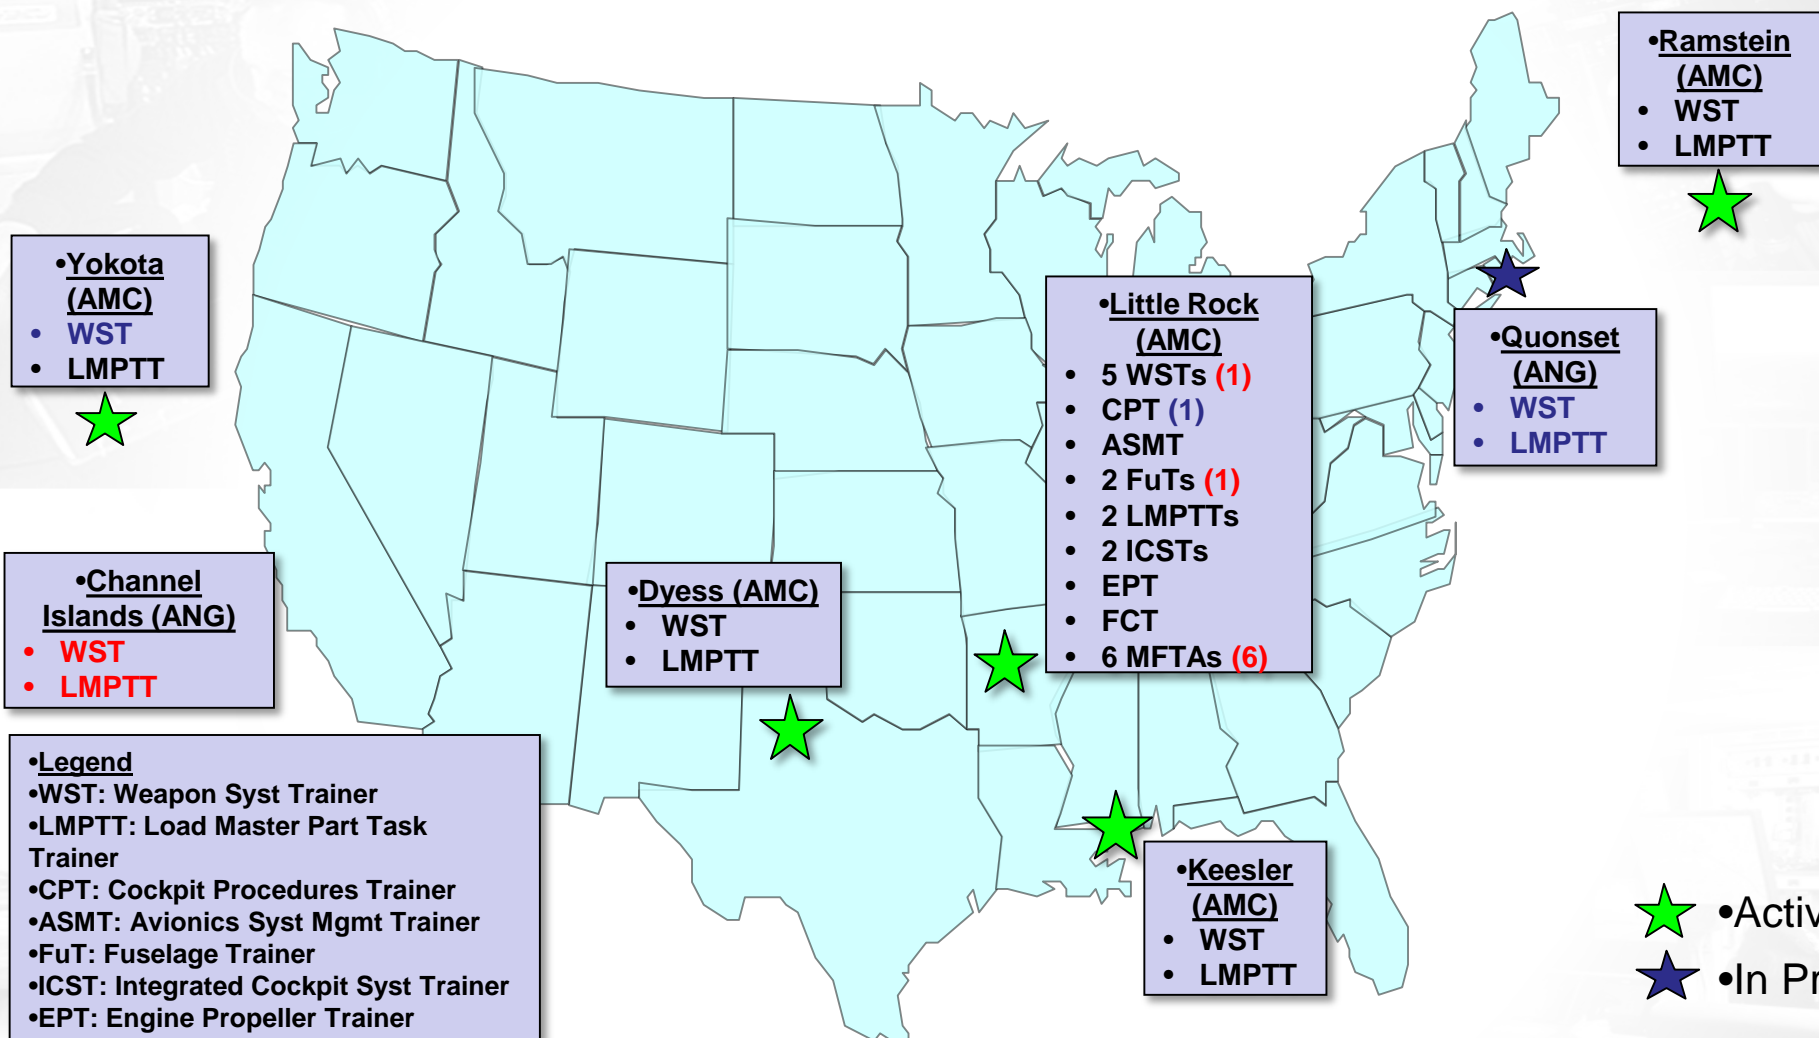 •Ramstein
(AMC)
• WST
• LMPTT
•Yokota
(AMC)
• WST
• LMPTT
•Little Rock
(AMC)
• 5 WSTs (1)
• CPT (1)
• ASMT
• 2 FuTs (1)
• 2 LMPTTs
• 2 ICSTs
• EPT
• FCT
• 6 MFTAs (6)
•Quonset
(ANG)
• WST
• LMPTT
•Channel
Islands (ANG)
• WST
• LMPTT
•Dyess (AMC)
• WST
• LMPTT
•Legend
•WST: Weapon Syst Trainer
•LMPTT: Load Master Part Task
Trainer
•CPT: Cockpit Procedures Trainer
•ASMT: Avionics Syst Mgmt Trainer
•FuT: Fuselage Trainer
•ICST: Integrated Cockpit Syst Trainer
•EPT: Engine Propeller Trainer
•Keesler
(AMC)
• WST
• LMPTT
•Activ
•In Pr